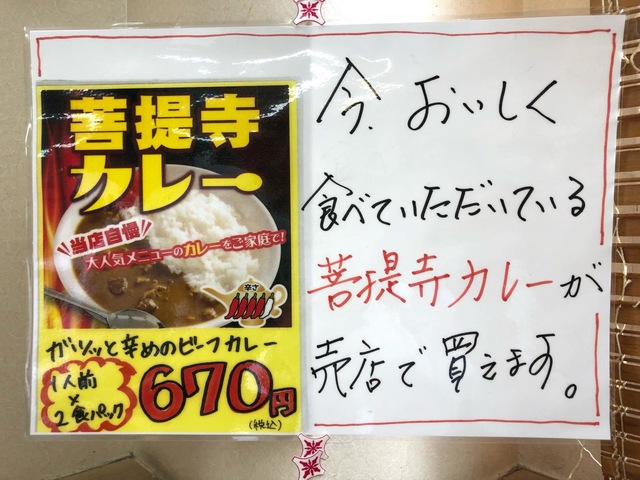 菩提寺
カレー
当店自慢
大人気メニューのカレーをご家庭で!
辛さ
ガツッと辛めのビーフカレー
1人前
×
2食パック
670円
(税込)
今、おいしく
食べていただいている
菩提寺カレーが
売店で買えます。